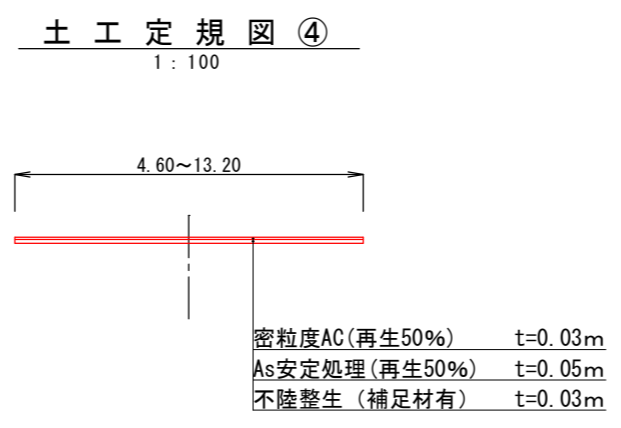 土工定規図④
1：100
4.60～13.20
密粒度AC(再生50%) t=0.03m
As安定処理(再生50%) t=0.05m
不陸整生（補足材有） t=0.03m